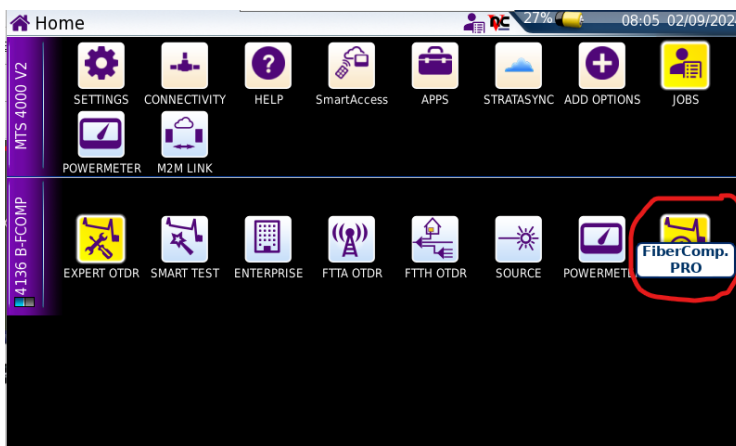 Home
27%
08:05 02/09/2024
MTS 4000 V2
SETTINGS CONNECTIVITY HELP SmartAccess APPS STRATASYNC ADD OPTIONS JOBS
POWERMETER M2M LINK
4136 B-FCOMP
EXPERT OTDR SMART TEST ENTERPRISE FTTA OTDR FTTH OTDR SOURCE
FiberComp.
PRO